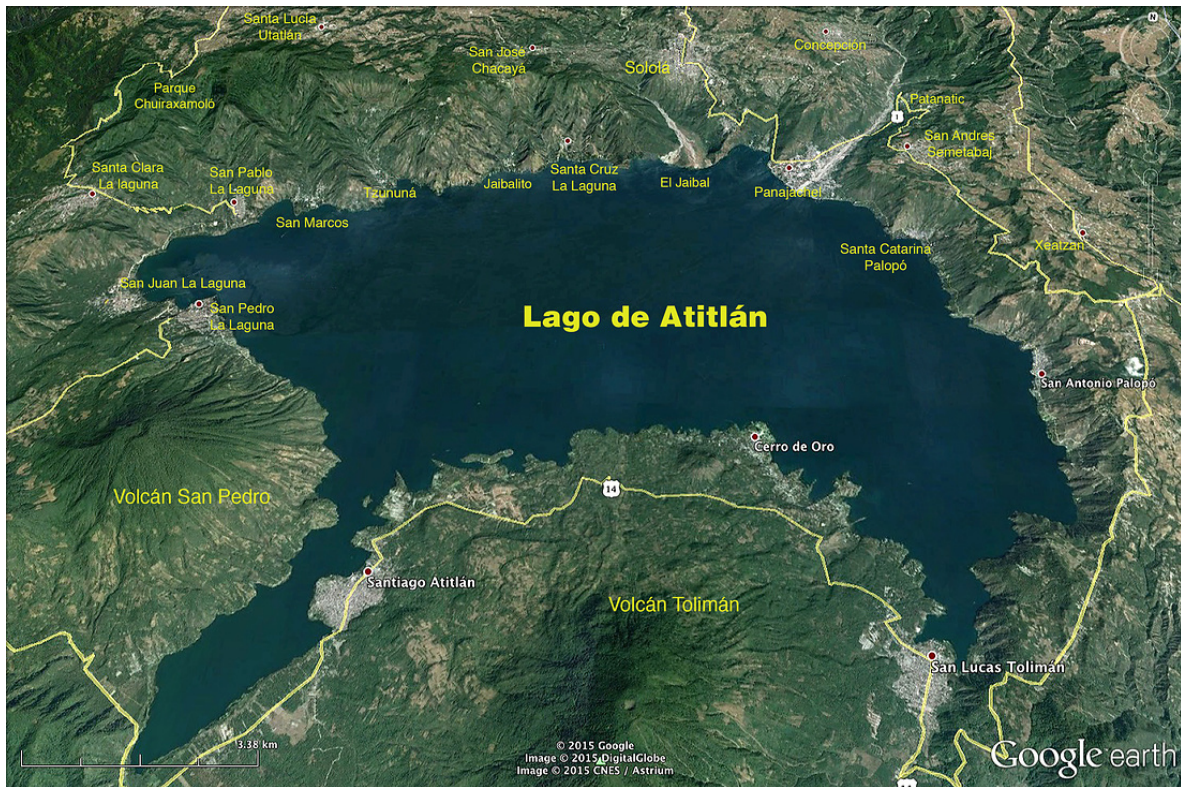 Santa Lucía
Utatlán
N
San José
Chacayá
Sololá
Concepción
Parque
Chuiraxamoló
Patanatic
1
San Andres
Semetabaj
Santa Clara
La laguna
San Pablo
La Laguna
Tzununá
Jaibalito
Santa Cruz
La Laguna
El Jaibal
Panajachel
San Marcos
Santa Catarina
Palopó
Xeatzan
San Juan La Laguna
San Pedro
La Laguna
Lago de Atitlán
San Antonio Palopó
Cerro de Oro
Volcán San Pedro
14
Santiago Atitlán
Volcán Tolimán
San Lucas Tolimán
3.38 km
© 2015 Google
Image © 2015 DigitalGlobe
Image © 2015 CNES / Astrium
Google earth